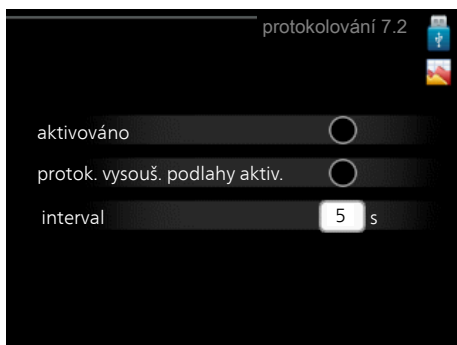 protokolování 7.2
aktivováno
protok. vysouš. podlahy aktiv.
interval 5 s